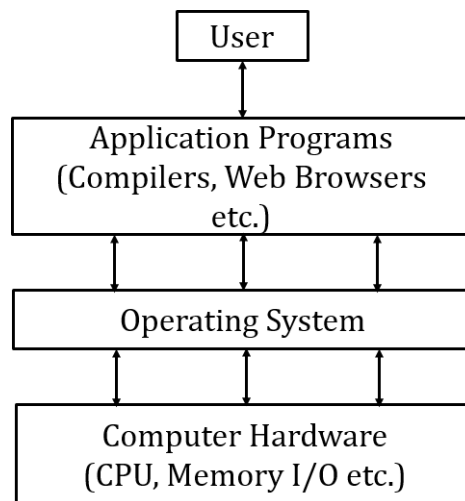 User
Application Programs
(Compilers, Web Browsers
etc.)
Operating System
Computer Hardware
(CPU, Memory I/O etc.)